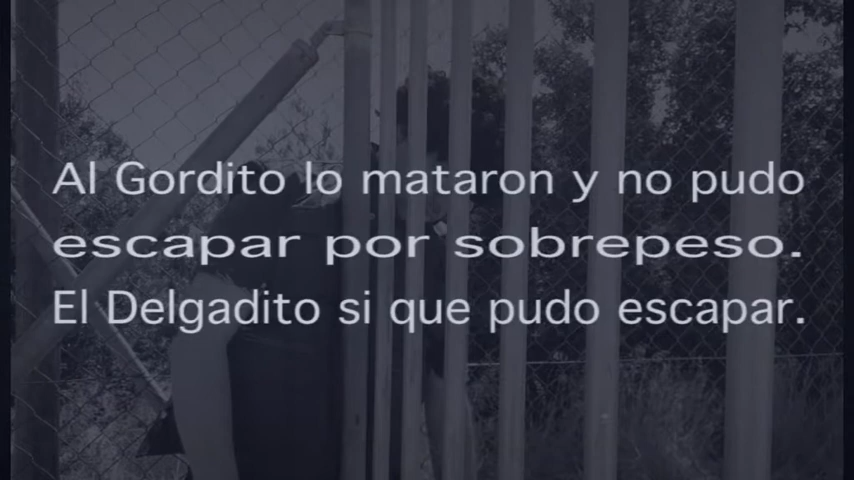 Al Gordito lo mataron y no pudo
escapar por sobrepeso.
El Delgadito si que pudo escapar.